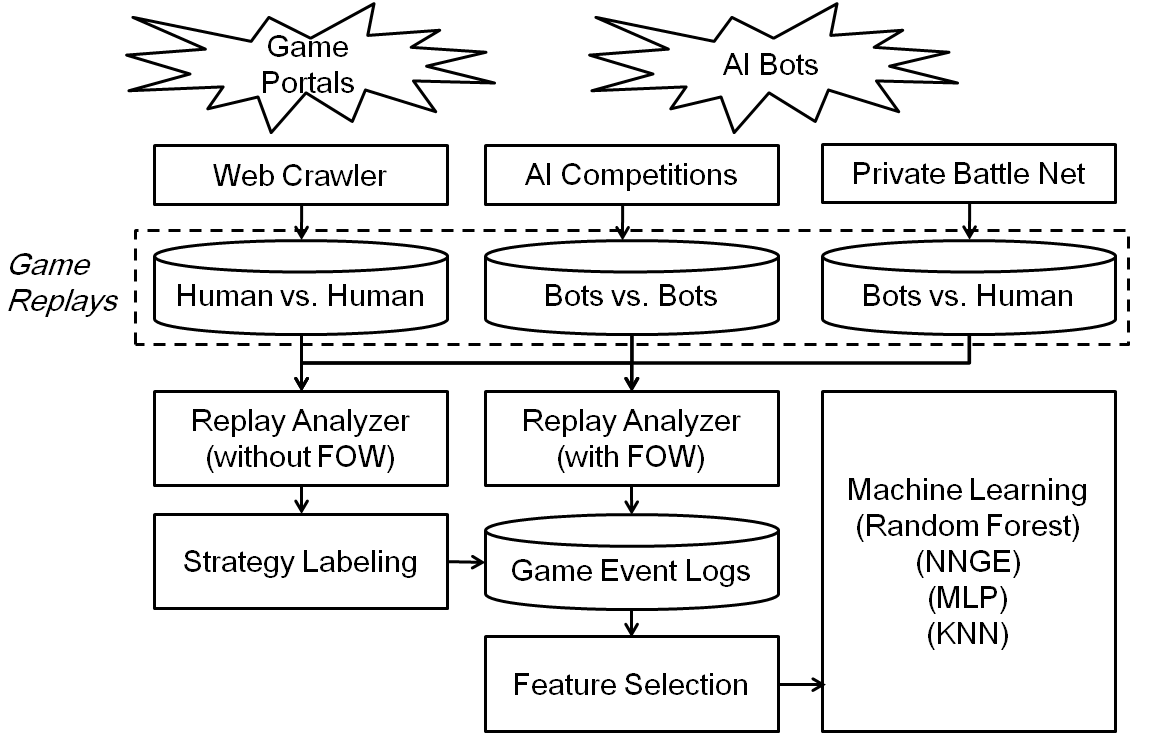 Game
Portals
AI Bots
Web Crawler
AI Competitions
Private Battle Net
Game
Replays
Human vs. Human
Bots vs. Bots
Bots vs. Human
Replay Analyzer
(without FOW)
Replay Analyzer
(with FOW)
Machine Learning
(Random Forest)
(NNGE)
(MLP)
(KNN)
Strategy Labeling
Game Event Logs
Feature Selection